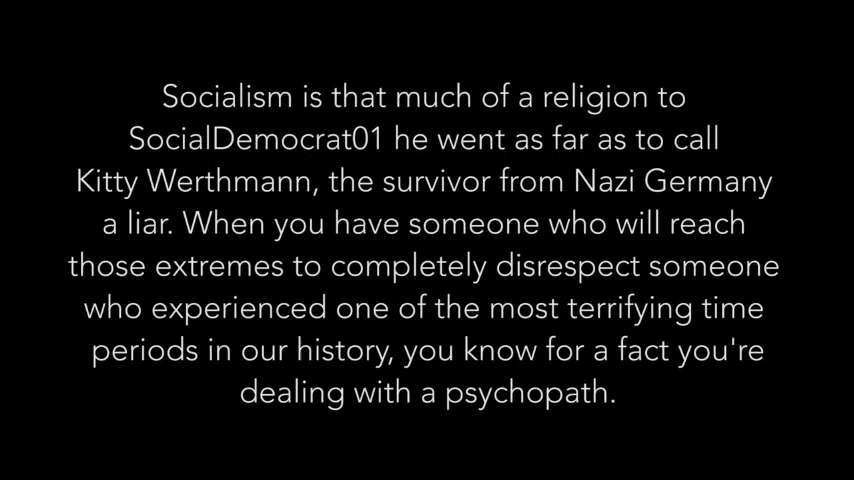 Socialism is that much of a religion to
SocialDemocrat01 he went as far as to call
Kitty Werthmann, the survivor from Nazi Germany
a liar. When you have someone who will reach
those extremes to completely disrespect someone
who experienced one of the most terrifying time
periods in our history, you know for a fact you're
dealing with a psychopath.